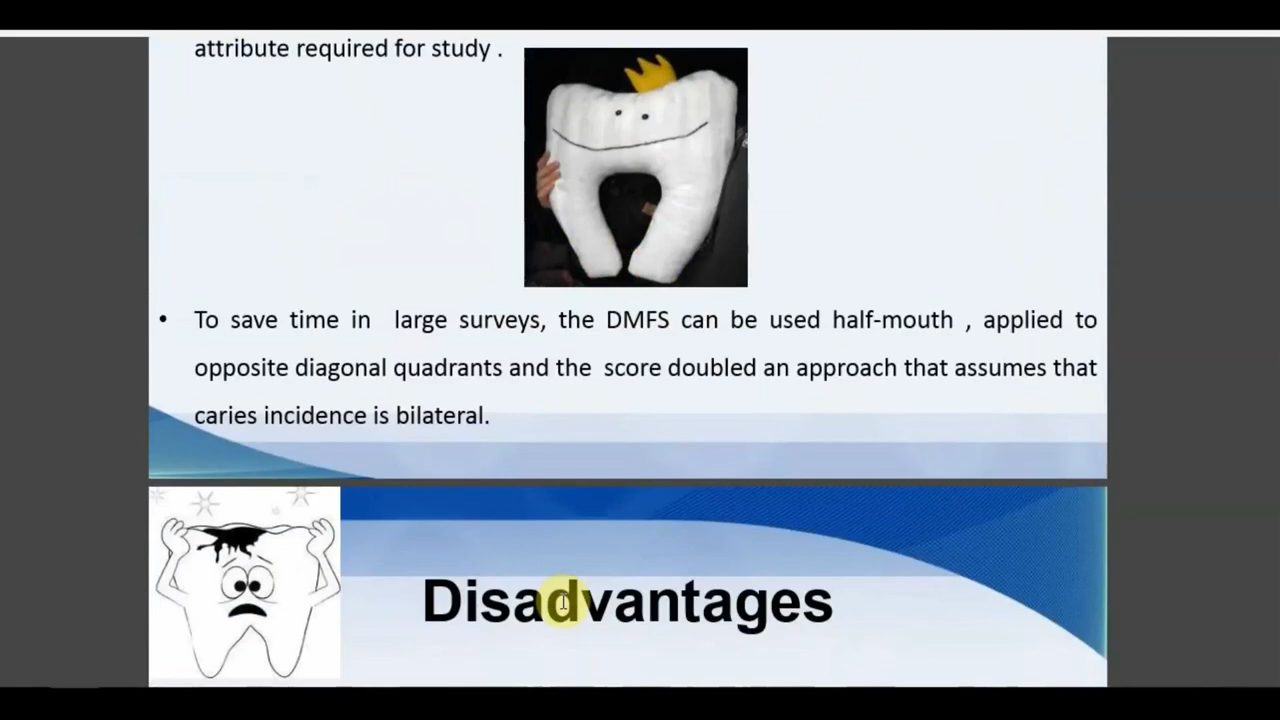 attribute required for study .
• To save time in large surveys, the DMFS can be used half-mouth , applied to
opposite diagonal quadrants and the score doubled an approach that assumes that
caries incidence is bilateral.
Disadvantages